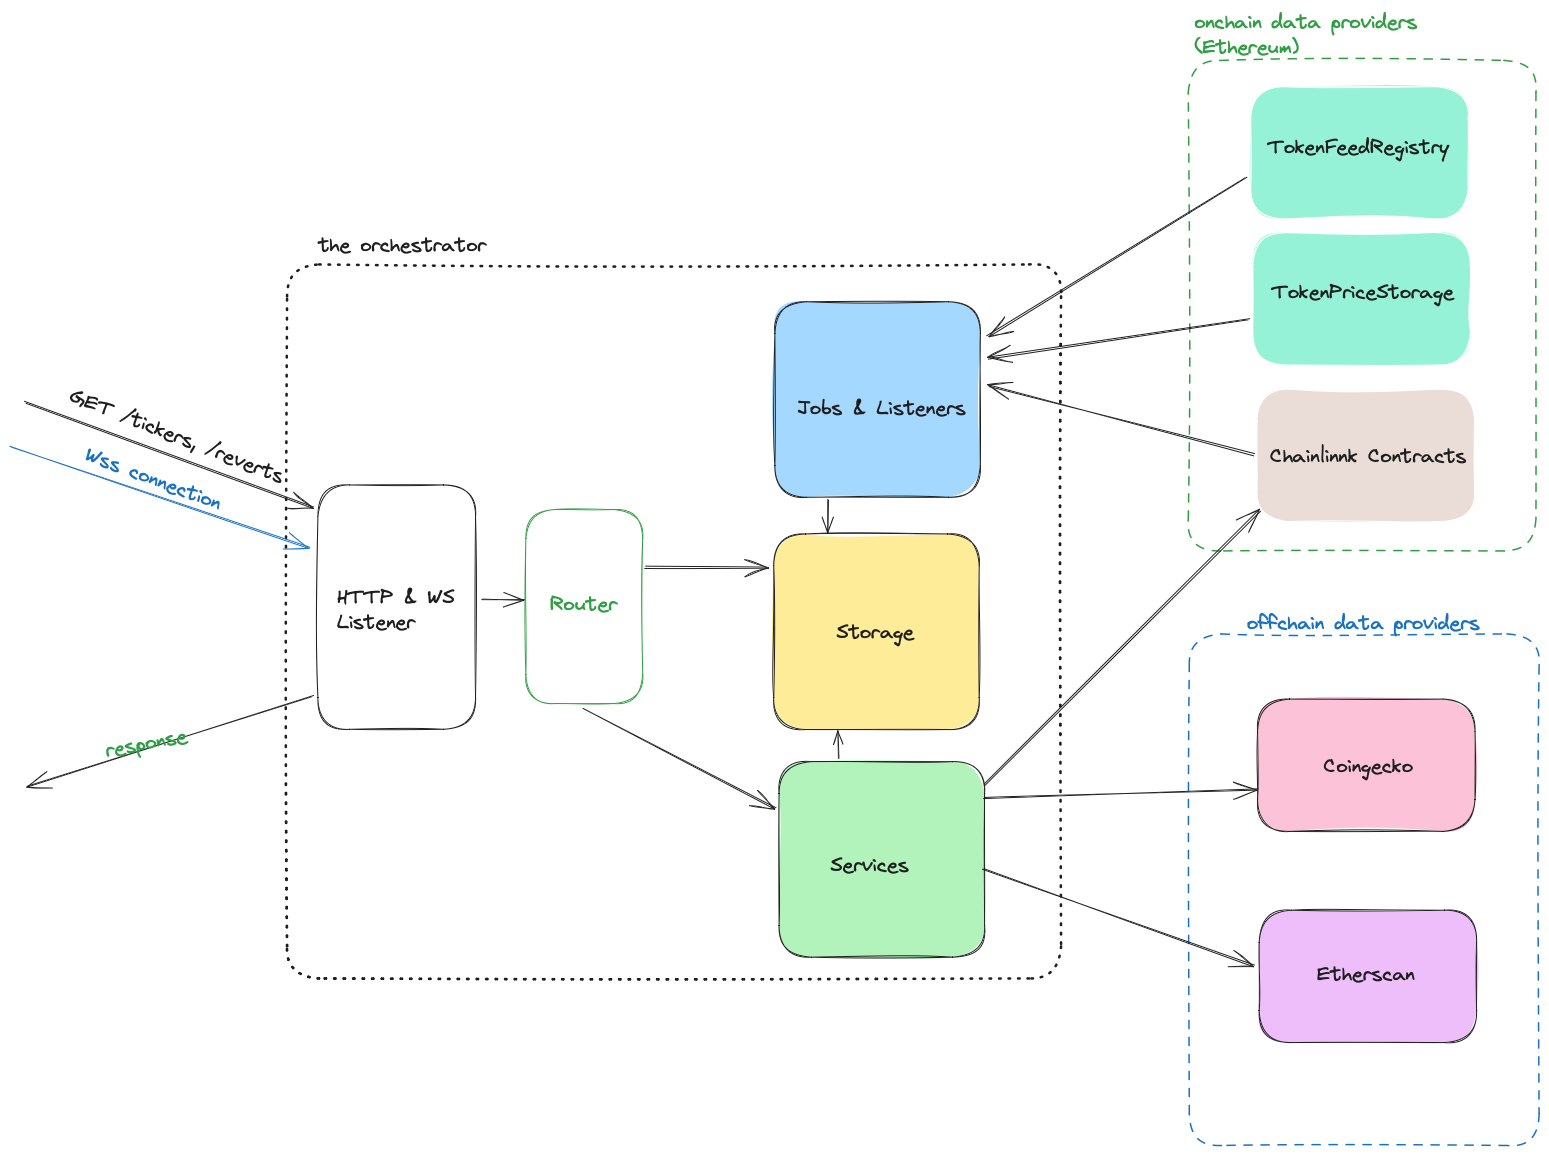 onchain data providers
(Ethereum)
TokenFeedRegistry
the orchestrator
TokenPriceStorage
GET /tickers, /reverts
Jobs & Listeners
Wss connection
Chainlinnk Contracts
HTTP & WS
Listener
Router
Storage
offchain data providers
response
Coingecko
Services
Etherscan